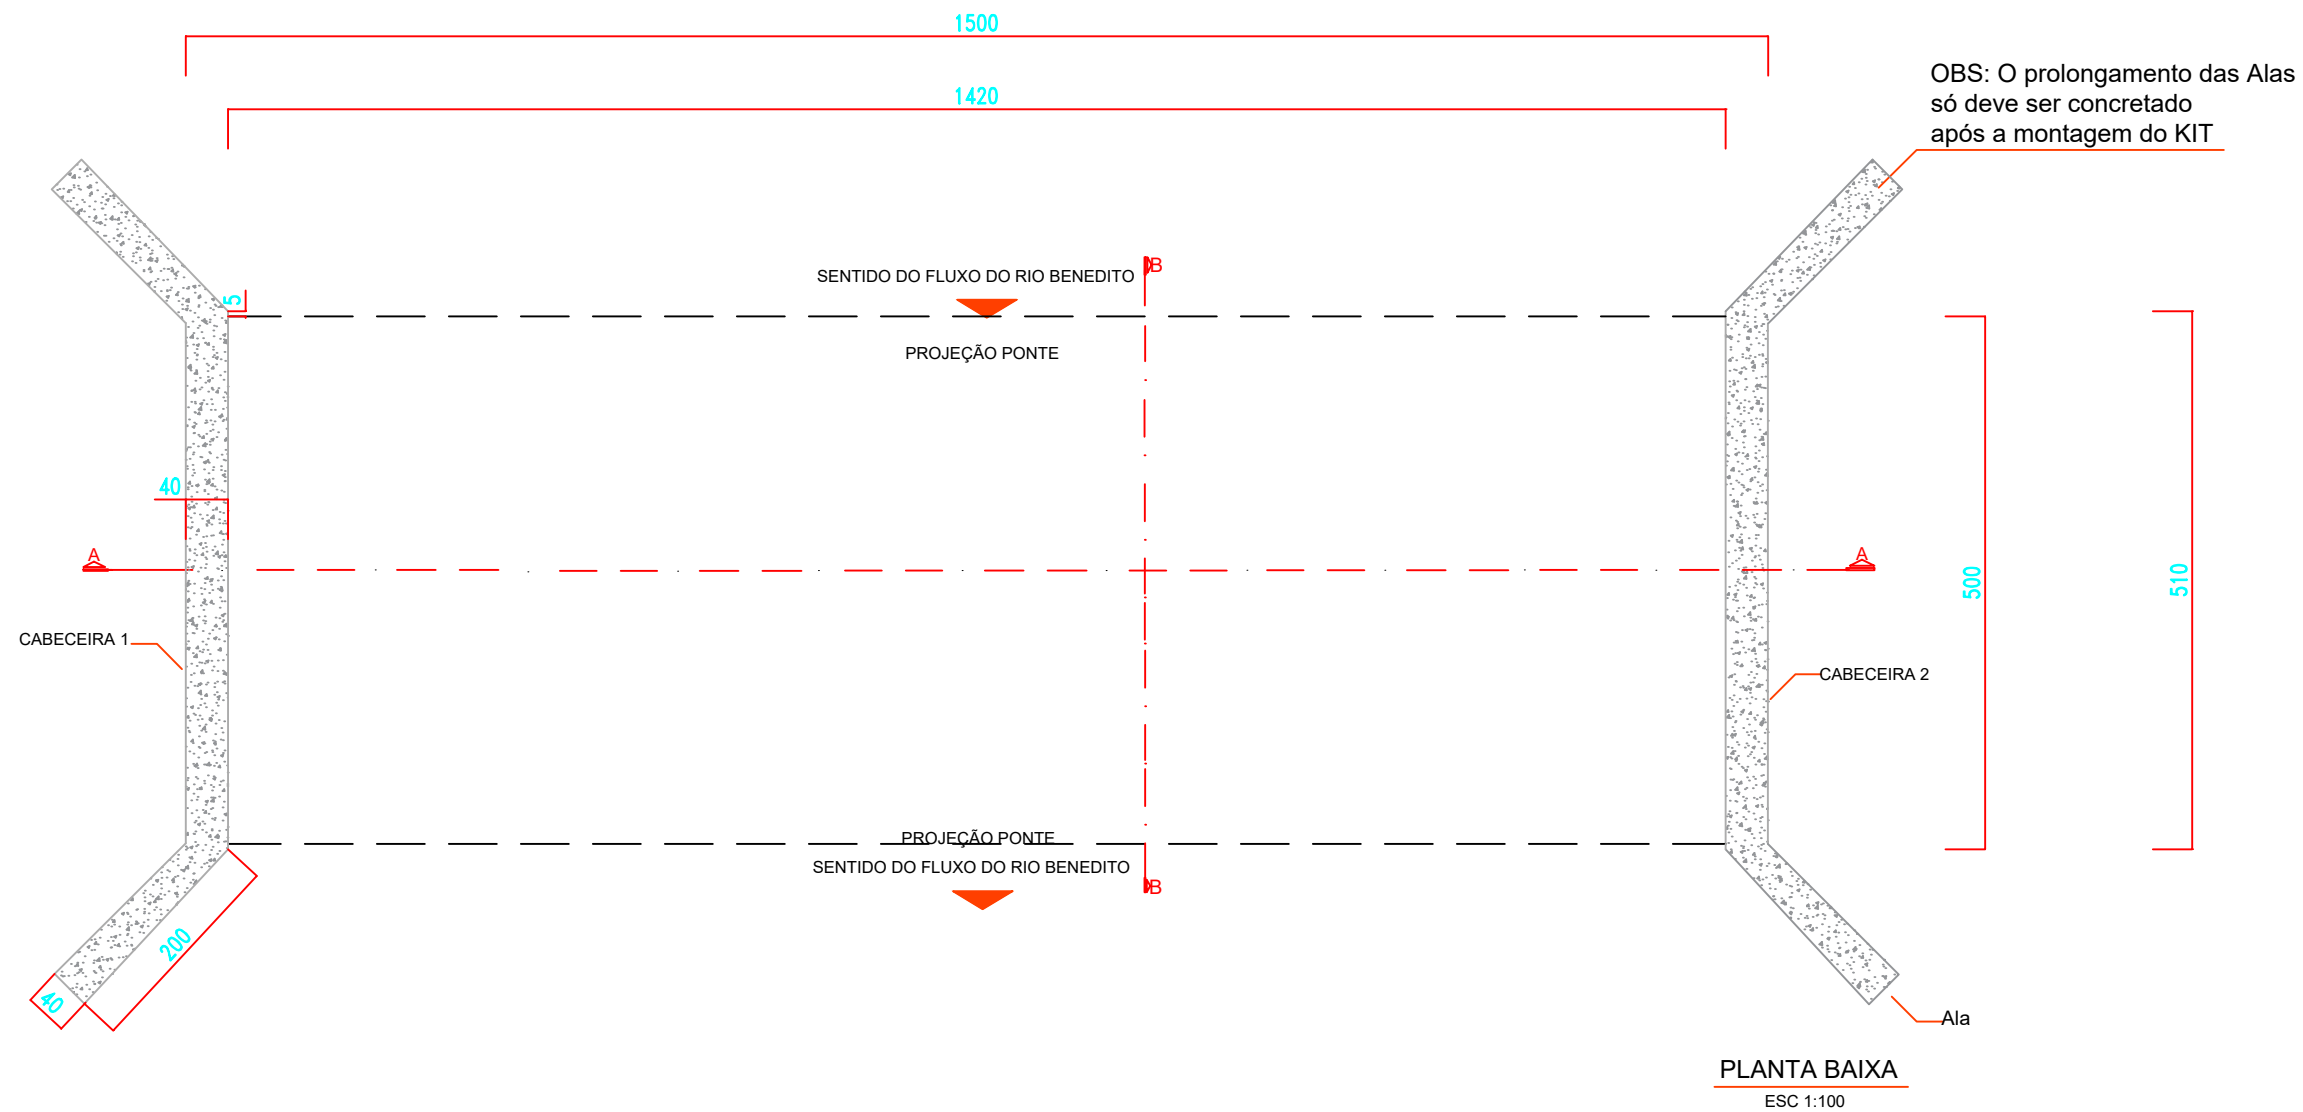 1500
1420
OBS: O prolongamento das Alas
só deve ser concretado
após a montagem do KIT
B
SENTIDO DO FLUXO DO RIO BENEDITO
5
PROJEÇÃO PONTE
40
A
A
500
510
CABECEIRA 1
CABECEIRA 2
PROJEÇÃO PONTE
SENTIDO DO FLUXO DO RIO BENEDITO
B
200
40
Ala
PLANTA BAIXA
ESC 1:100